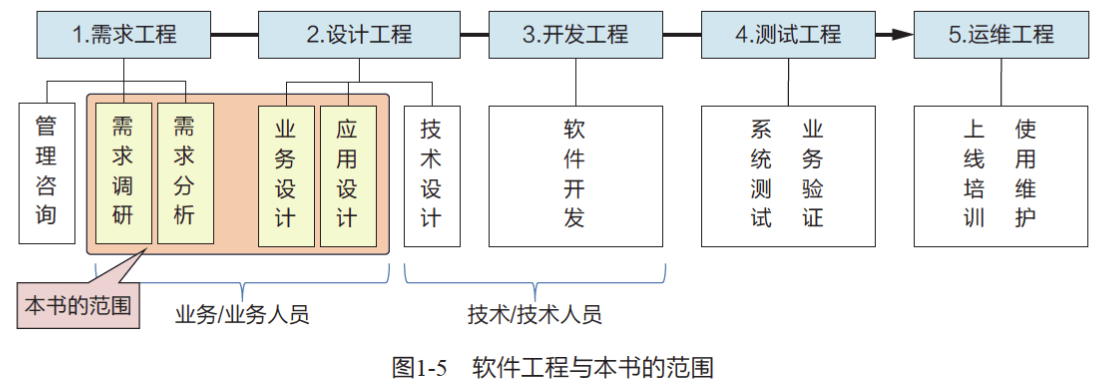 1.需求工程
2.设计工程
3.开发工程
4.测试工程
5.运维工程
管理咨询
需求调研
需求分析
业务设计
应用设计
技术设计
软件开发
系统测试
业务验证
上线培训
使用维护
本书的范围
业务/业务人员
技术/技术人员
图1-5 软件工程与本书的范围